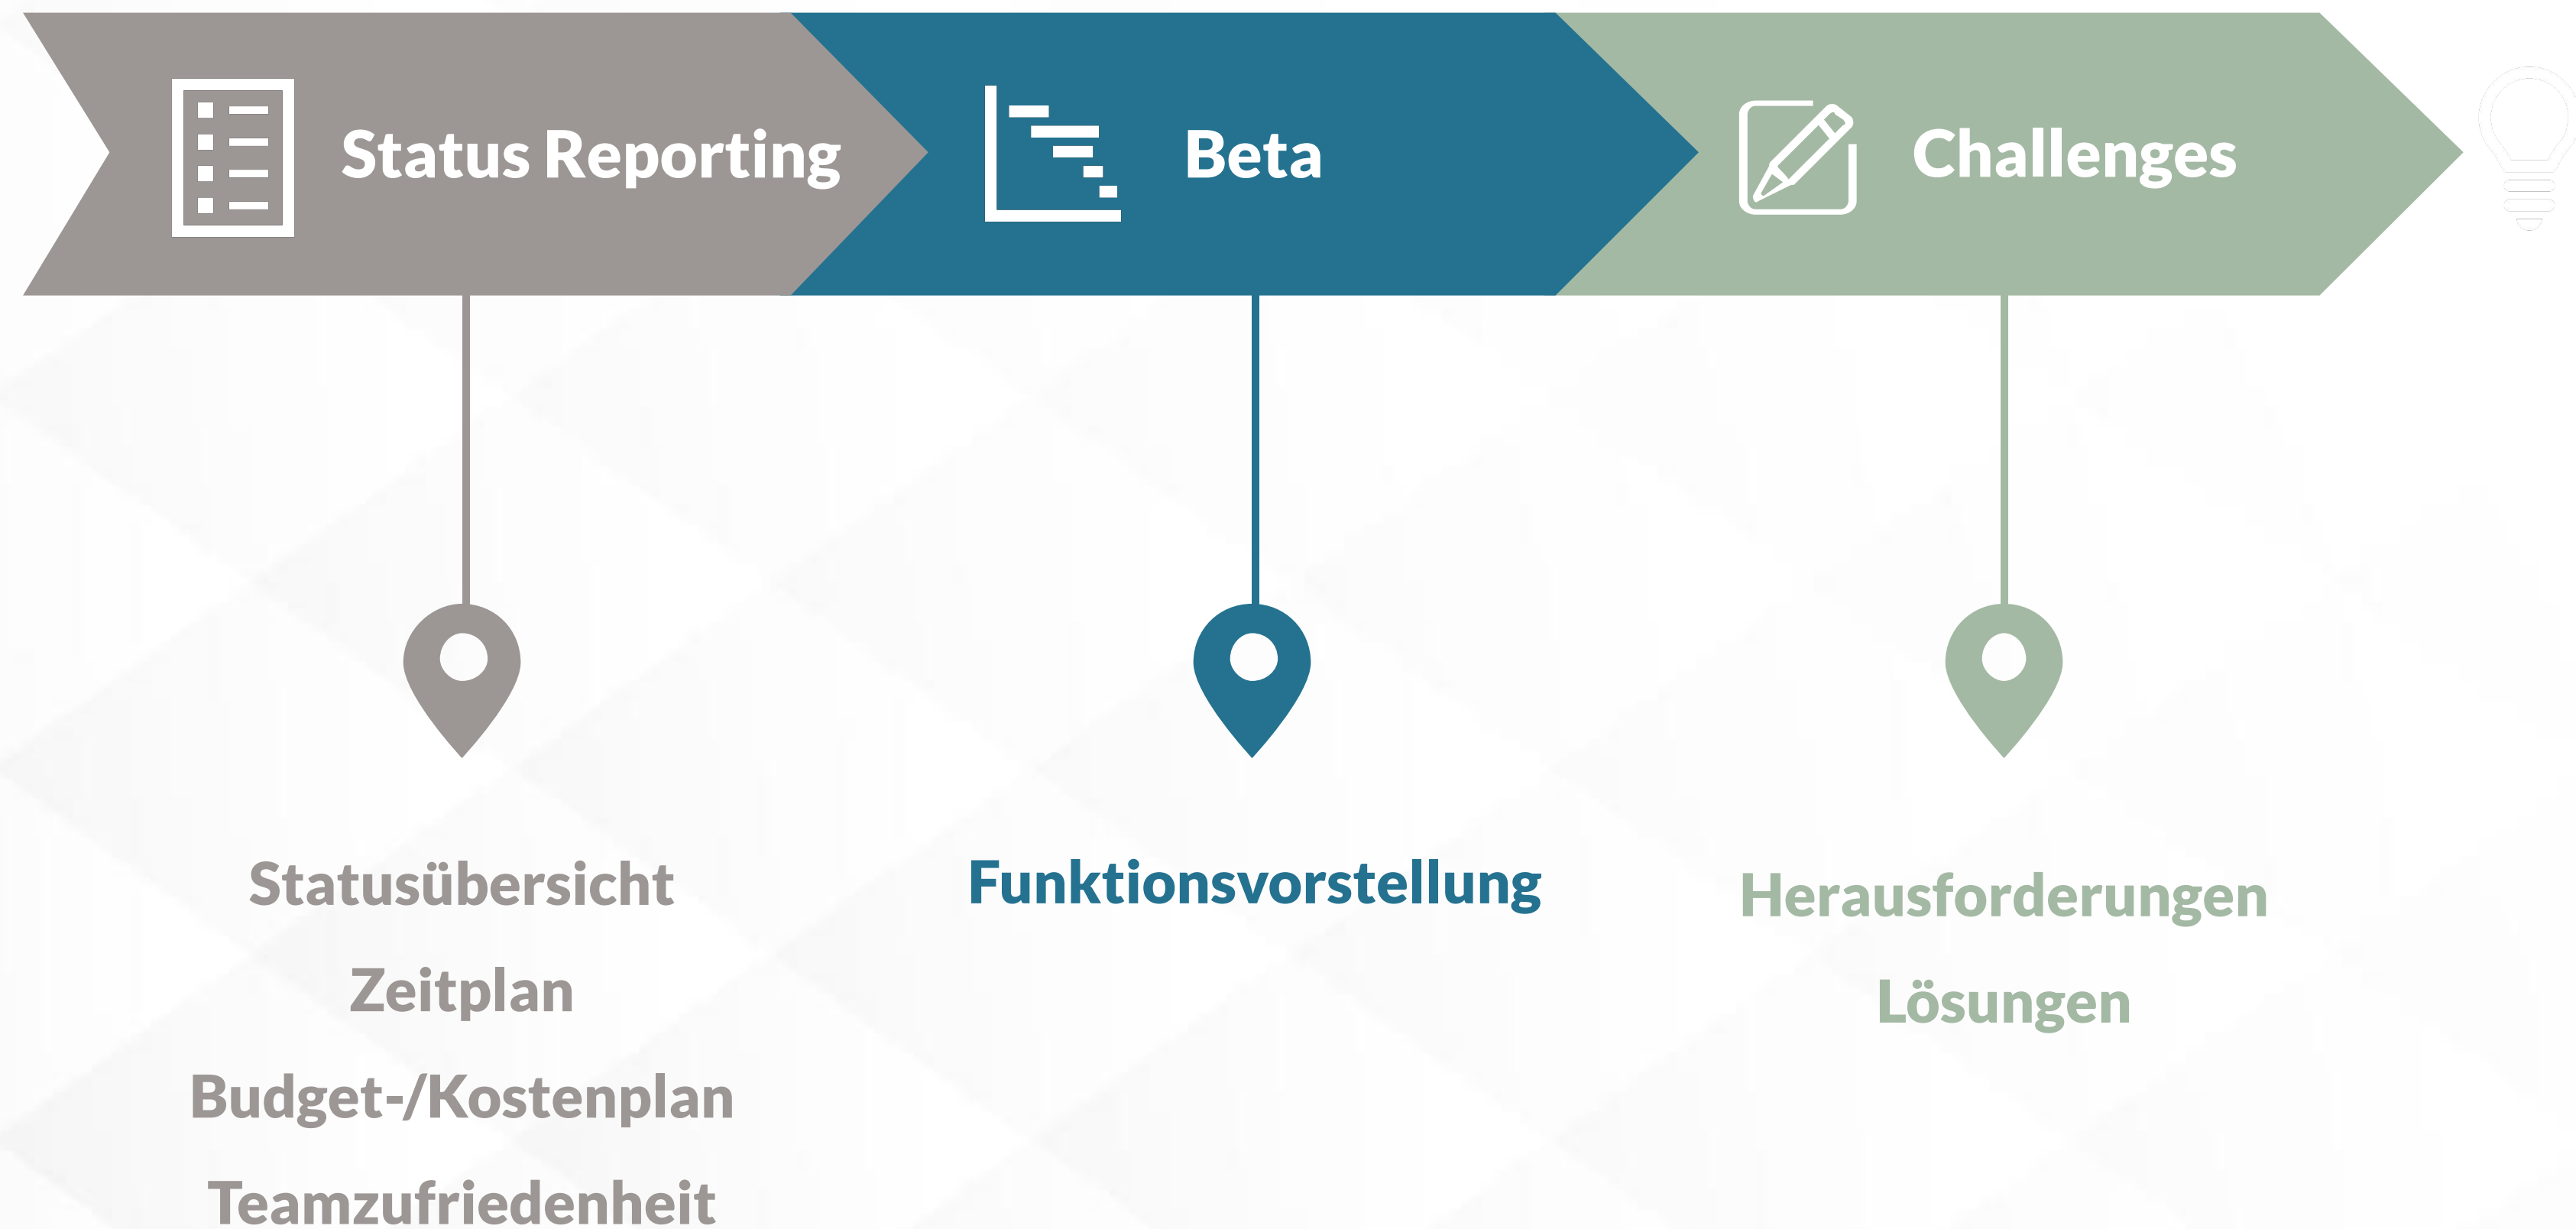 Status Reporting
Beta
Challenges
Statusübersicht
Zeitplan
Budget-/Kostenplan
Teamzufriedenheit
Funktionsvorstellung
Herausforderungen
Lösungen